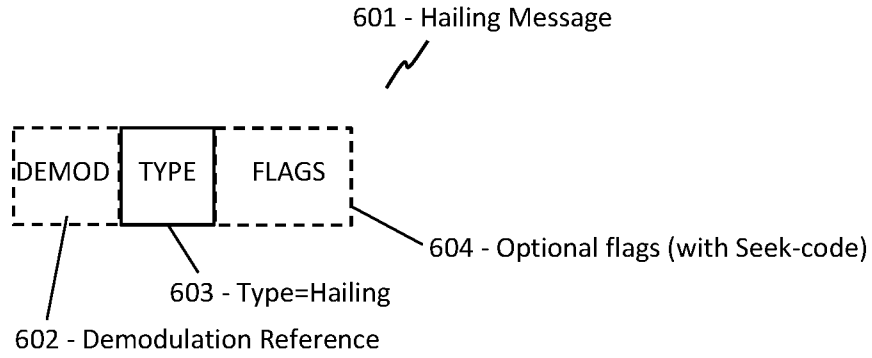 601 - Hailing Message
DEMOD TYPE FLAGS
604 - Optional flags (with Seek-code)
603 - Type=Hailing
602 - Demodulation Reference